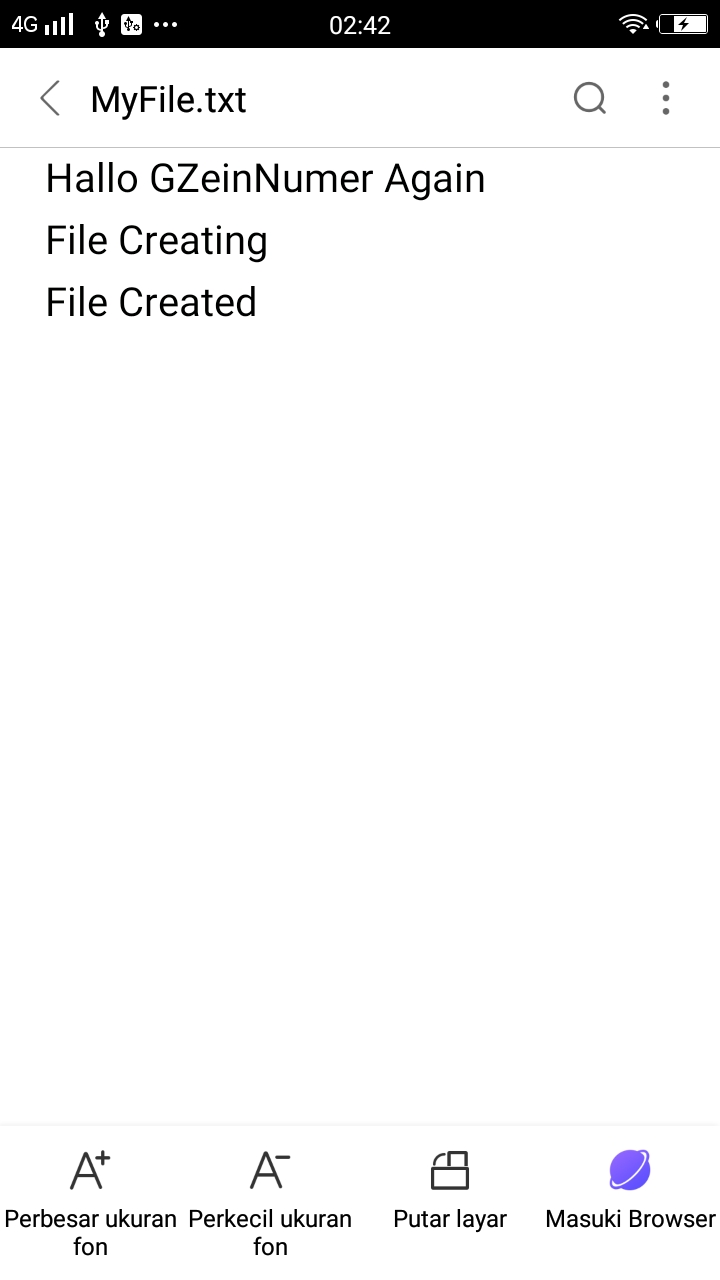 4G 02:42
MyFile.txt
Hallo GZeinNumer Again
File Creating
File Created
Perbesar ukuran fon
Perkecil ukuran fon
Putar layar
Masuki Browser